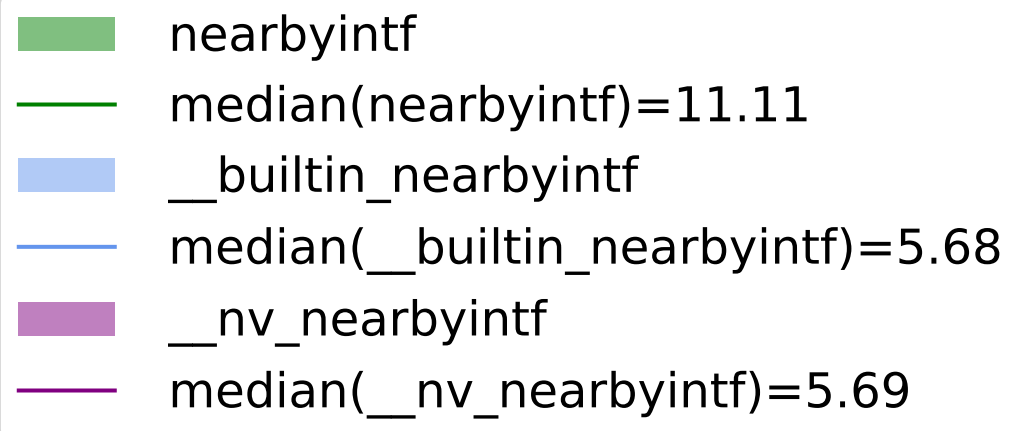 nearbyintf
median(nearbyintf)=11.11
__builtin_nearbyintf
median(__builtin_nearbyintf)=5.68
__nv_nearbyintf
median(__nv_nearbyintf)=5.69